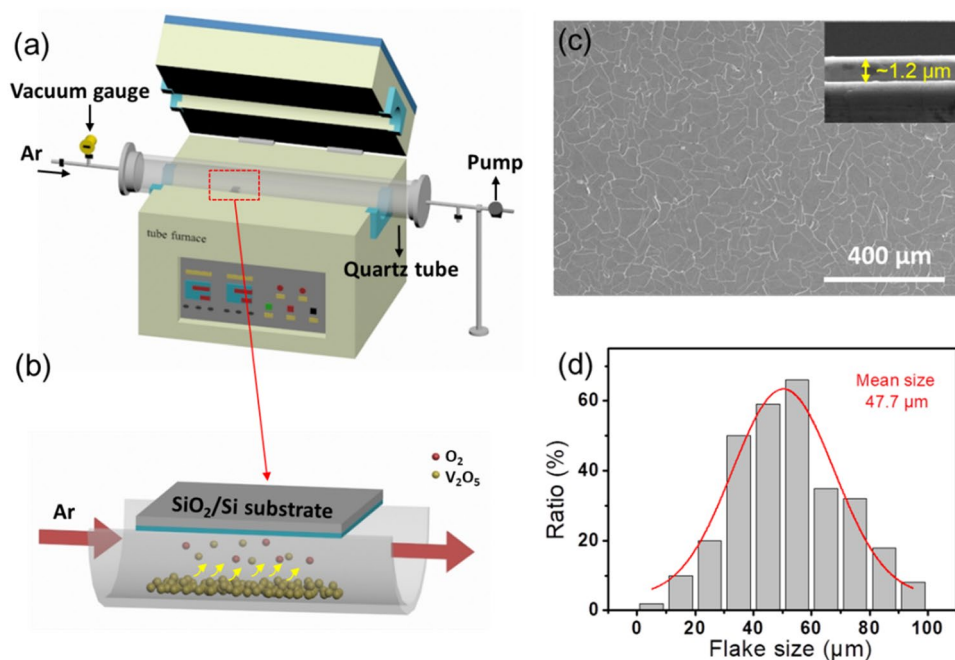 (a)
Vacuum gauge
Ar
Pump
tube furnace
Quartz tube
(b)
O₂
V₂O₅
SiO₂/Si substrate
Ar
(c)
~1.2 μm
400 μm
(d)
Mean size
47.7 μm
Ratio (%)
60
40
20
0
0 20 40 60 80 100
Flake size (μm)